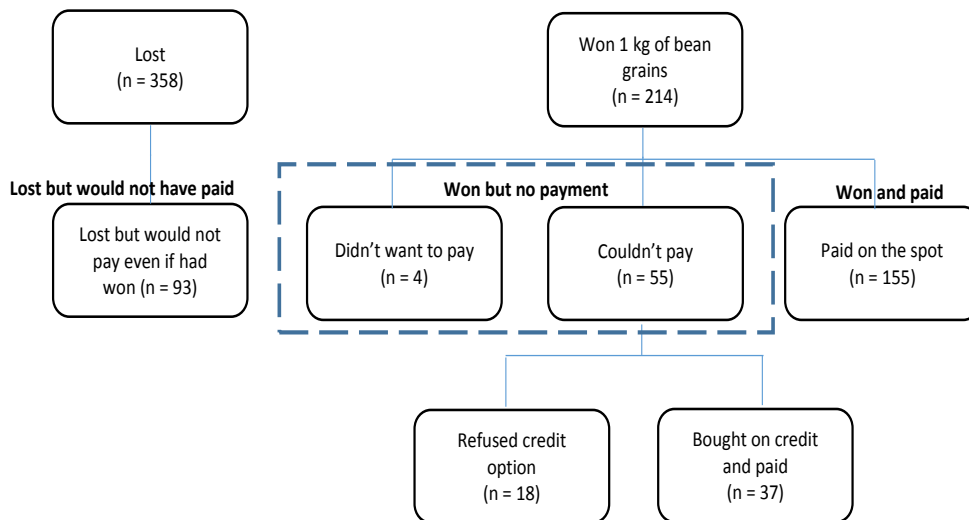 Lost
(n = 358)
Won 1 kg of bean
grains
(n = 214)
Lost but would not have paid
Won but no payment
Won and paid
Lost but would not
pay even if had
won (n = 93)
Didn't want to pay
(n = 4)
Couldn't pay
(n = 55)
Paid on the spot
(n = 155)
Refused credit
option
(n = 18)
Bought on credit
and paid
(n = 37)